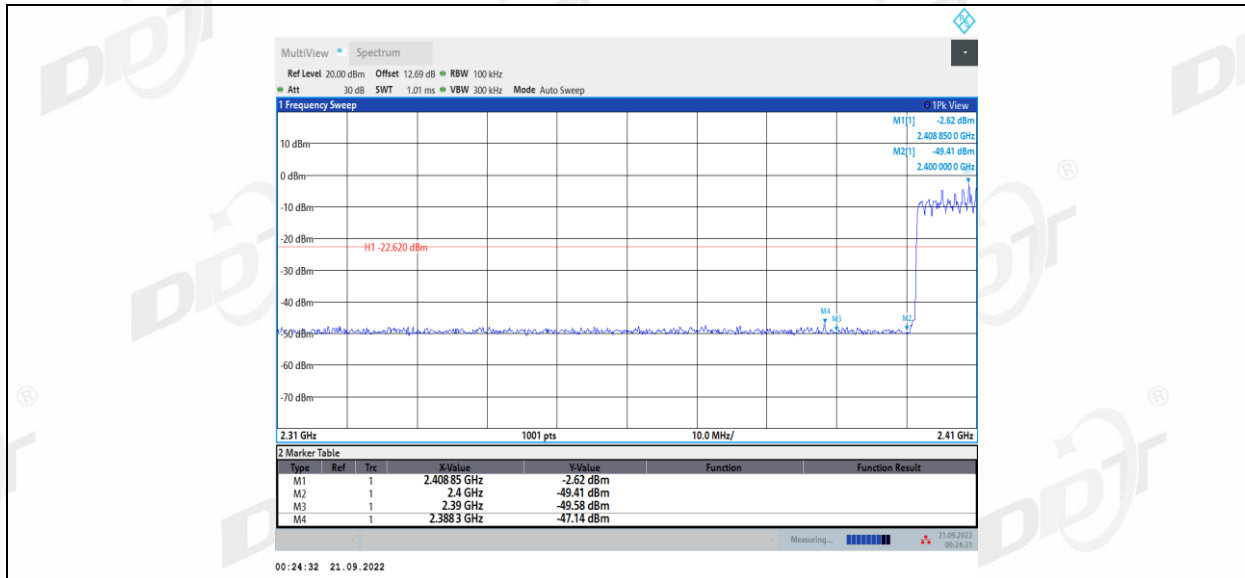 MultiView Spectrum
Ref Level 20.00 dBm Offset 12.69 dB RBW 100 kHz
Att 30 dB SWT 1.01 ms VBW 300 kHz Mode Auto Sweep
1 Frequency Sweep 1Pk View
M1[1] -2.62 dBm
2.408 850 0 GHz
10 dBm
M2[1] -49.41 dBm
2.400 000 0 GHz
0 dBm
-10 dBm
-20 dBm
H1 -22.620 dBm
-30 dBm
-40 dBm
M4
M3
M2
-50 dBm
-60 dBm
-70 dBm
2.31 GHz 1001 pts 10.0 MHz/ 2.41 GHz
2 Marker Table
Type Ref Trc X-Value Y-Value Function Function Result
M1 1 2.40885 GHz -2.62 dBm
M2 1 2.4 GHz -49.41 dBm
M3 1 2.39 GHz -49.58 dBm
M4 1 2.3883 GHz -47.14 dBm
Measuring... 21.09.2022
00:24:31
00:24:32 21.09.2022
DDT
®